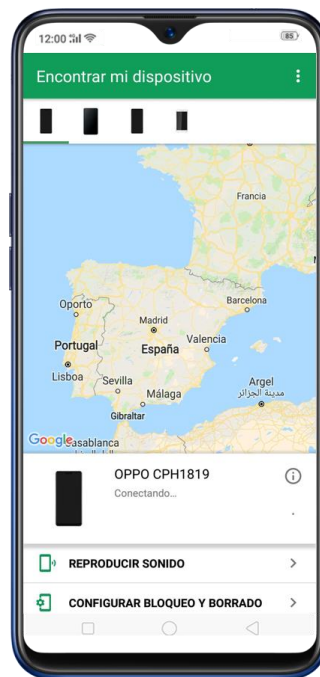 12:00
85
Encontrar mi dispositivo
Francia
Oporto
Madrid
Barcelona
Portugal
España
Valencia
Lisboa
Sevilla
Málaga
Argel
مدينة الجزائر
Gibraltar
Google
asablanca
OPPO CPH1819
Conectando...
REPRODUCIR SONIDO
CONFIGURAR BLOQUEO Y BORRADO